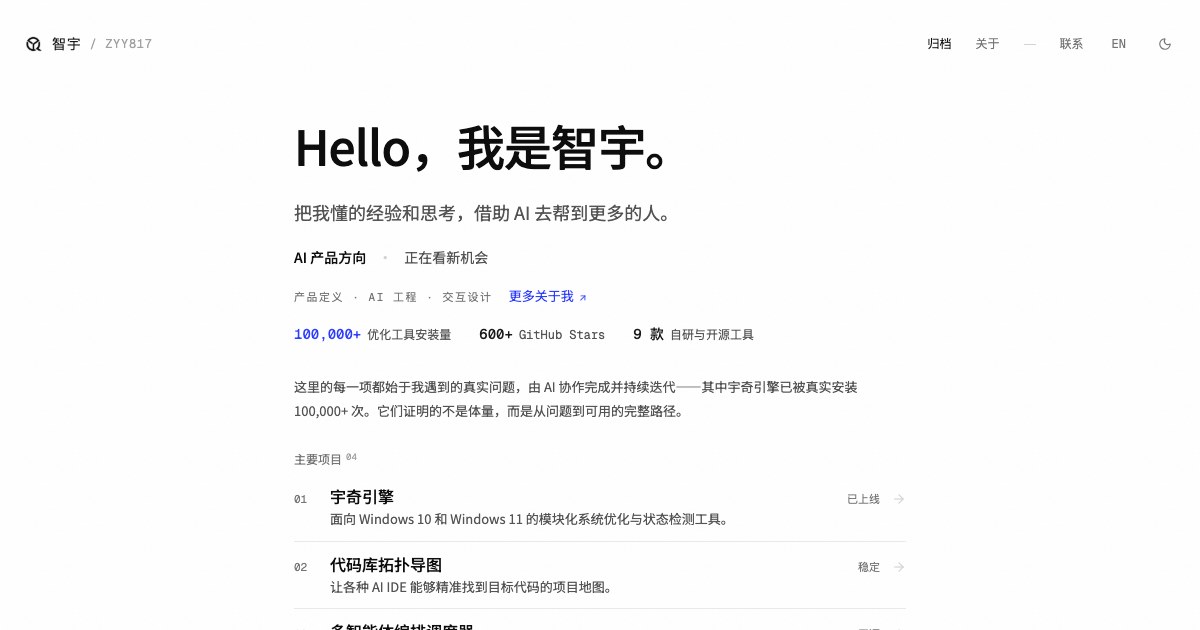 智宇 / ZYY817
归档 关于 — 联系 EN
Hello，我是智宇。
把我懂的经验和思考，借助 AI 去帮到更多的人。
AI 产品方向 · 正在看新机会
产品定义 · AI 工程 · 交互设计 更多关于我 ↗
100,000+ 优化工具安装量 600+ GitHub Stars 9 款 自研与开源工具
这里的每一项都始于我遇到的真实问题，由 AI 协作完成并持续迭代——其中宇奇引擎已被真实安装
100,000+ 次。它们证明的不是体量，而是从问题到可用的完整路径。
主要项目 04
01 宇奇引擎 已上线 →
面向 Windows 10 和 Windows 11 的模块化系统优化与状态检测工具。
02 代码库拓扑导图 稳定 →
让各种 AI IDE 能够精准找到目标代码的项目地图。
多智能体编排调度器